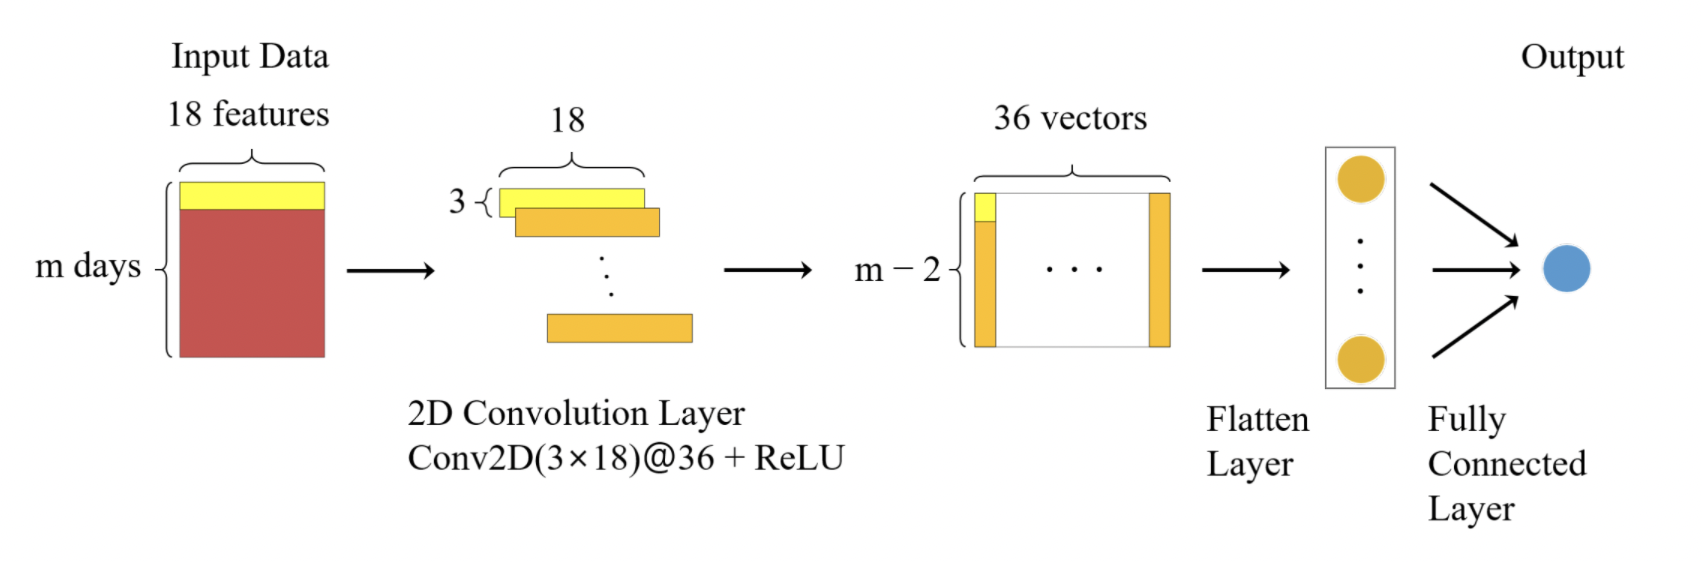 Input Data
18 features
m days
18
3
2D Convolution Layer
Conv2D(3×18)@36 + ReLU
36 vectors
m − 2
Flatten
Layer
Fully
Connected
Layer
Output